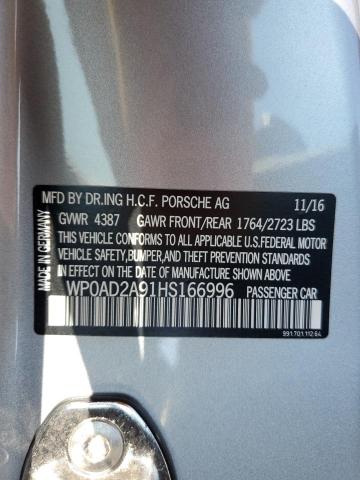 MFD BY DR.ING H.C.F. PORSCHE AG 11/16
GVWR 4387 GAWR FRONT/REAR 1764/2723 LBS
THIS VEHICLE CONFORMS TO ALL APPLICABLE U.S. FEDERAL MOTOR
VEHICLE SAFETY, BUMPER, AND THEFT PREVENTION STANDARDS
IN EFFECT ON THE DATE OF MANUFACTURE SHOWN ABOVE.
WP0AD2A91HS166996 PASSENGER CAR
991.701.112.64
MADE IN GERMANY